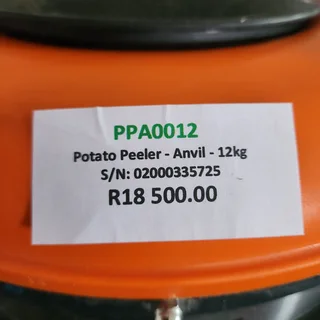 PPA0012
Potato Peeler - Anvil - 12kg
S/N: 02000335725
R18 500.00